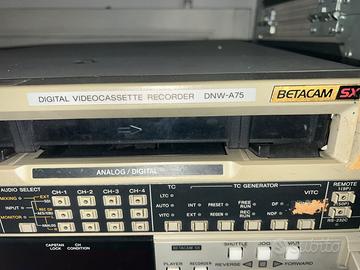 DIGITAL VIDEOCASSETTE RECORDER DNW-A75
BETACAM SX
ANALOG / DIGITAL
AUDIO SELECT
CH-1 CH-2 CH-3 CH-4
MIXING
INPUT
MONITOR
TC
TC GENERATOR
VITC
LTC
AUTO
VITC
INT
EXT
PRESET
REGEN
FREE RUN
REC RUN
DF
NDF
REMOTE
RS-232C
CAPSTAN LOCK
CH CONDITION
BETACAM SX
PLAYER RECORDER
SHUTTLE JOG VAR
REVERSE FORWARD
subito